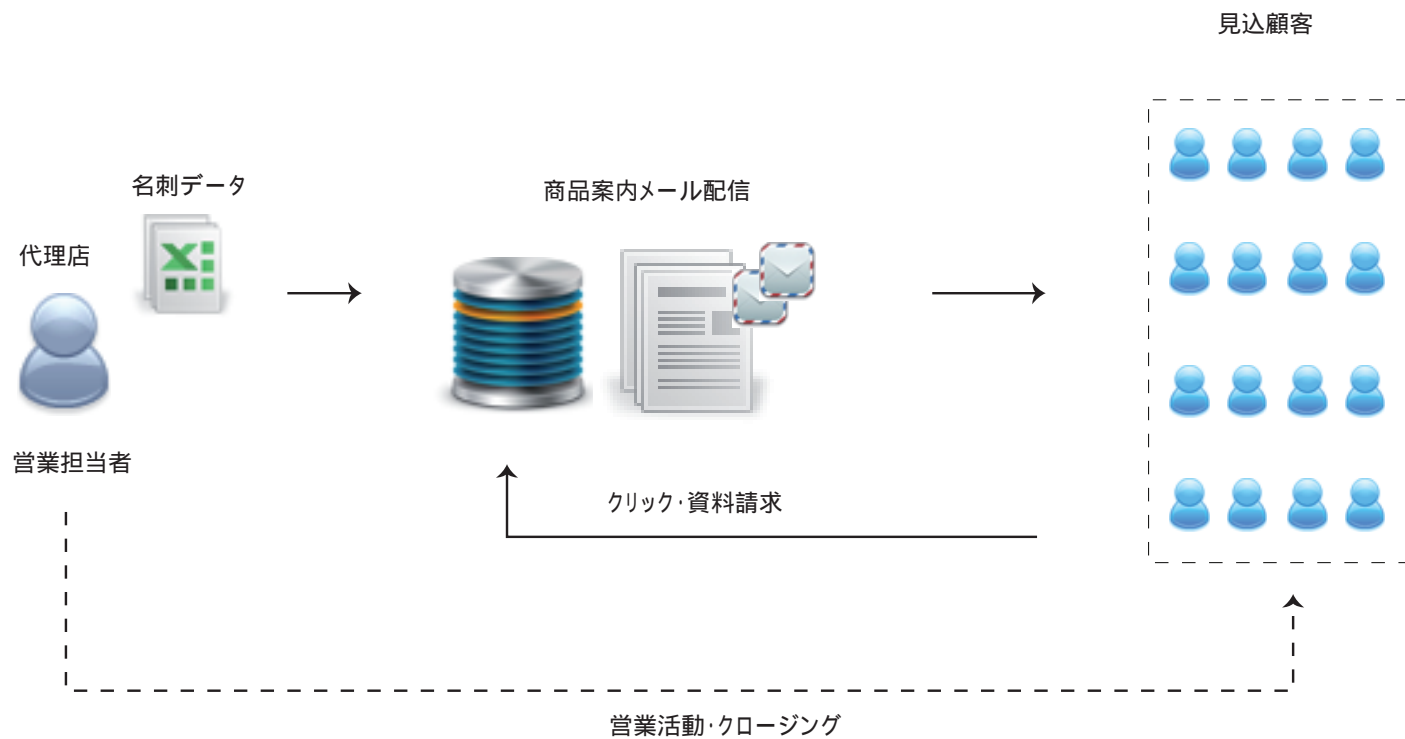 見込顧客
名刺データ
商品案内メール配信
代理店
営業担当者
クリック・資料請求
営業活動・クロージング